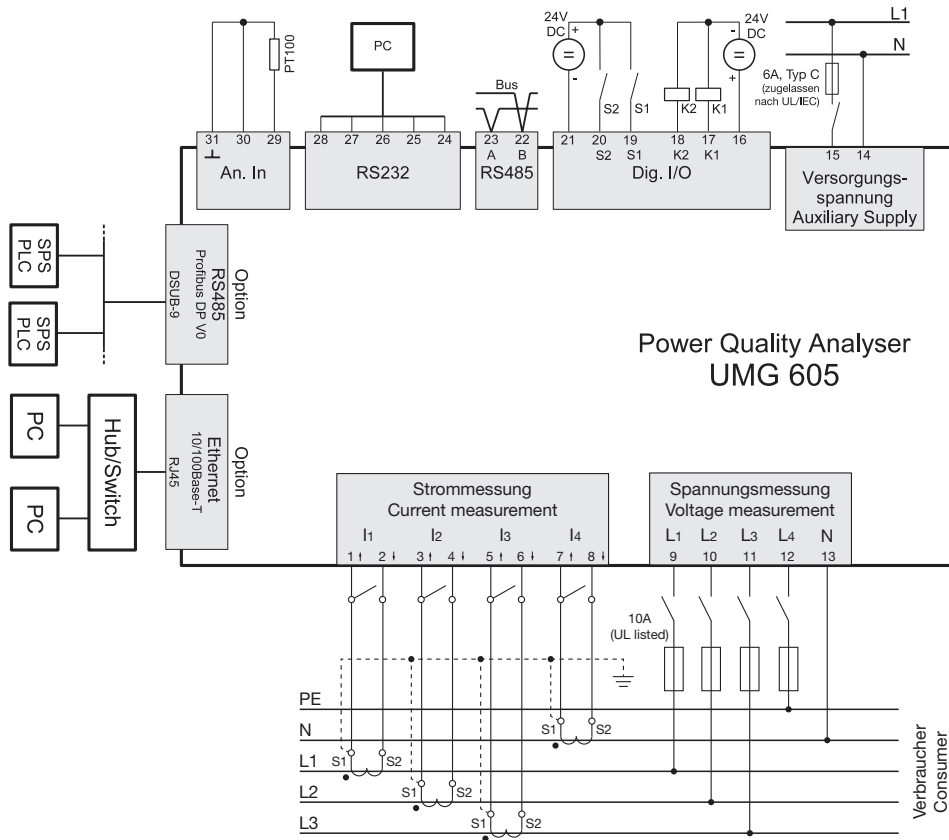 24V
DC
+
-
24V
DC
-
+
L1
N
PT100
PC
Bus
S2
S1
K2
K1
6A, Typ C
(zugelassen
nach UL/IEC)
31 30 29
An. In
28 27 26 25 24
RS232
23 22
A B
RS485
21 20 19 18 17 16
S2 S1 K2 K1
Dig. I/O
15 14
Versorgungs-
spannung
Auxiliary Supply
SPS
PLC
SPS
PLC
Option
RS485
Profibus DP V0
DSUB-9
Power Quality Analyser
UMG 605
PC
PC
Hub/Switch
Option
Ethernet
10/100Base-T
RJ45
Strommessung
Current measurement
I1 I2 I3 I4
1 2 3 4 5 6 7 8
Spannungsmessung
Voltage measurement
L1 L2 L3 L4 N
9 10 11 12 13
10A
(UL listed)
PE
N
S1 S2
L1
S1 S2
L2
S1 S2
L3
S1 S2
Verbraucher
Consumer